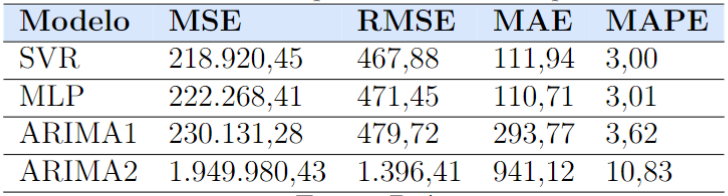 Modelo MSE RMSE MAE MAPE
SVR 218.920,45 467,88 111,94 3,00
MLP 222.268,41 471,45 110,71 3,01
ARIMA1 230.131,28 479,72 293,77 3,62
ARIMA2 1.949.980,43 1.396,41 941,12 10,83